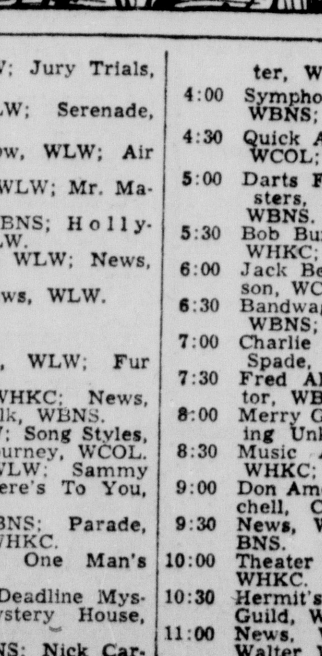 ; Jury Trials,
LW; Serenade,
ow, WLW; Air
WLW; Mr. Ma-
BNS; Holly-
LW.
WLW; News,
ws, WLW.
, WLW; Fur
WHKC; News,
lk, WBNS.
; Song Styles,
urney, WCOL.
WLW; Sammy
ere's To You,
BNS; Parade,
WHKC.
One Man's
Deadline Mys-
ystery House,
NS; Nick Car-
ter, W
4:00 Sympho
WBNS;
4:30 Quick A
WCOL;
5:00 Darts F
sters,
WBNS.
5:30 Bob Bu
WHKC;
6:00 Jack Be
son, WC
6:30 Bandwa
WBNS;
7:00 Charlie
Spade,
7:30 Fred Al
tor, WB
8:00 Merry G
ing Unl
8:30 Music A
WHKC;
9:00 Don Am
chell, C
9:30 News, W
BNS.
10:00 Theater
WHKC.
10:30 Hermit's
Guild, W
11:00 News, W
Walter W